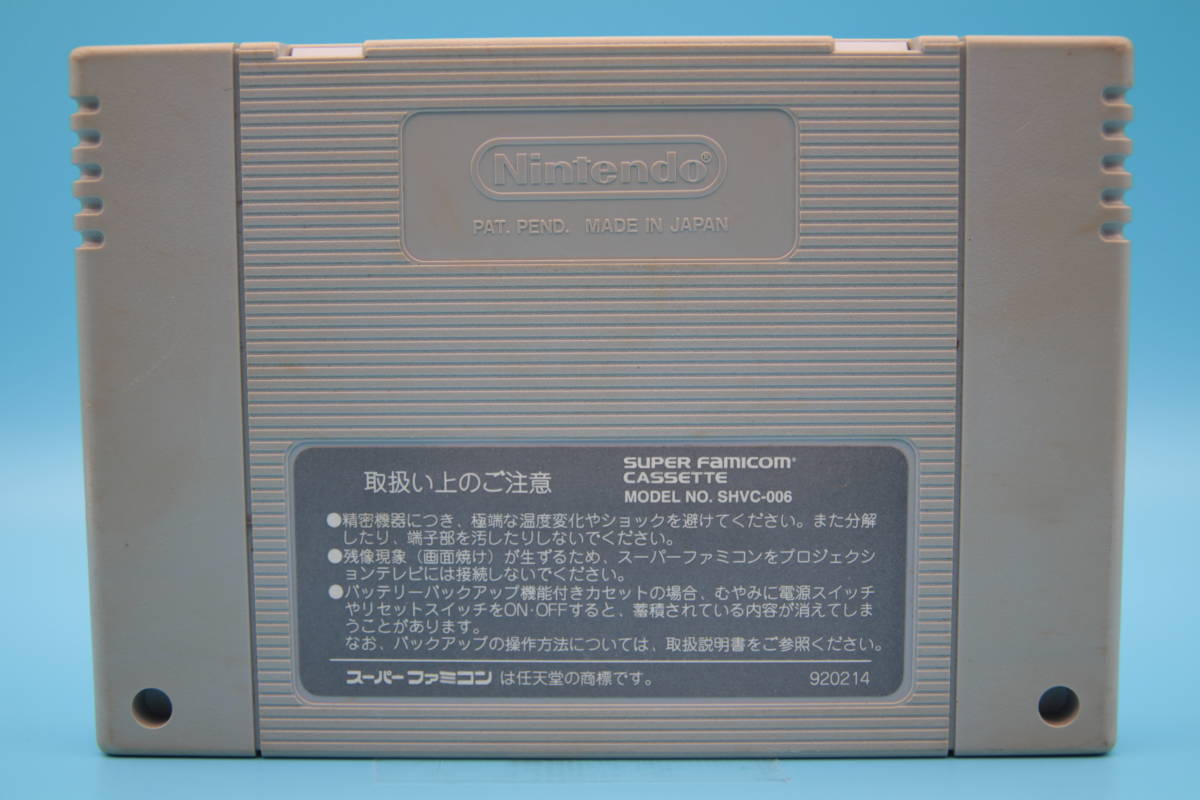 Nintendo®
PAT. PEND. MADE IN JAPAN
取扱い上のご注意
SUPER Famicom
CASSETTE
MODEL NO. SHVC-006
●精密機器につき、極端な温度変化やショックを避けてください。また分解
したり、端子部を汚したりしないでください。
●残像現象（画面焼け）が生ずるため、スーパーファミコンをプロジェクシ
ョンテレビには接続しないでください。
●バッテリーバックアップ機能付きカセットの場合、むやみに電源スイッチ
やリセットスイッチをON・OFFすると、蓄積されている内容が消えてしま
うことがあります。
なお、バックアップの操作方法については、取扱説明書をご参照ください。
スーパーファミコン は任天堂の商標です。
920214